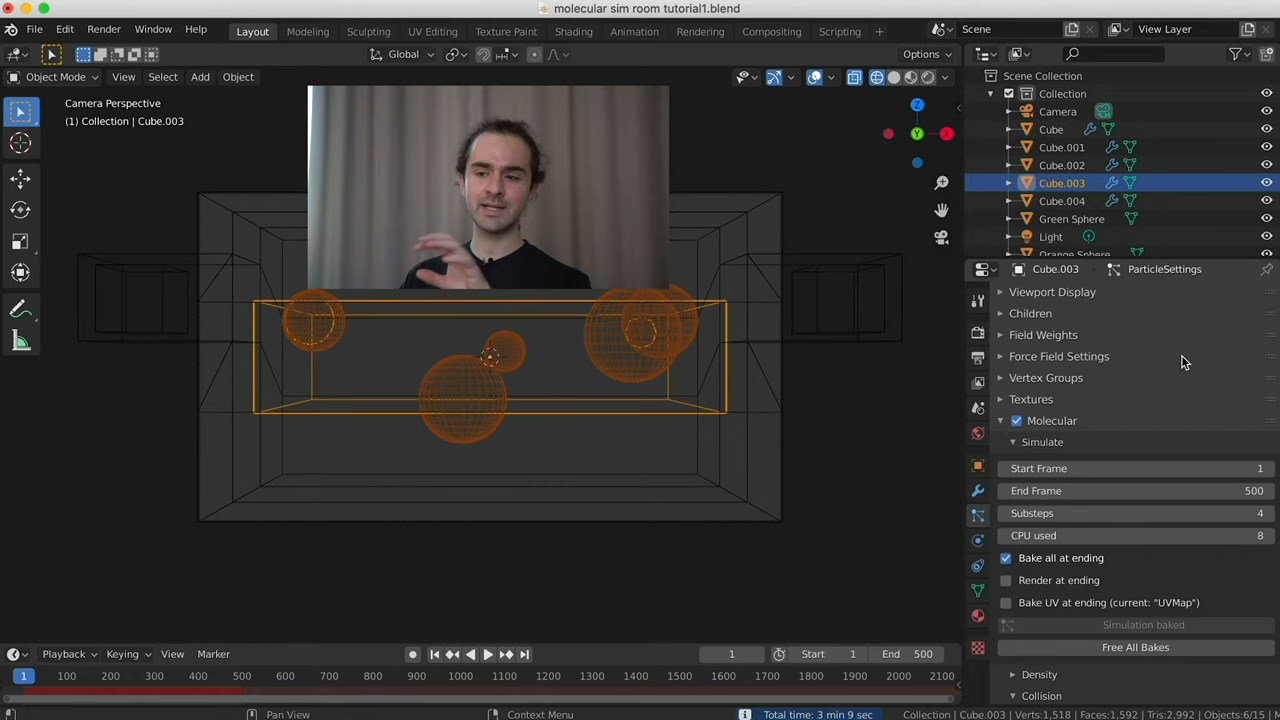 molecular sim room tutorial1.blend
File Edit Render Window Help
Layout Modeling Sculpting UV Editing Texture Paint Shading Animation Rendering Compositing Scripting +
Scene View Layer
Global Options
Object Mode View Select Add Object
Camera Perspective
(1) Collection | Cube.003
Z
X
Y
Scene Collection
Collection
Camera
Cube
Cube.001
Cube.002
Cube.003
Cube.004
Green Sphere
Light
Orange Sphere
Cube.003 ParticleSettings
Viewport Display
Children
Field Weights
Force Field Settings
Vertex Groups
Textures
Molecular
Simulate
Start Frame 1
End Frame 500
Substeps 4
CPU used 8
Bake all at ending
Render at ending
Bake UV at ending (current: "UVMap")
Simulation baked
Free All Bakes
Density
Collision
Playback Keying View Marker 1 Start 1 End 500
1 100 200 300 400 500 600 700 800 900 1000 1100 1200 1300 1400 1500 1600 1700 1800 1900 2000 2100
Pan View Context Menu Total time: 3 min 9 sec Collection | Cube.003 | Verts:1,518 | Faces:1,592 | Tris:2,992 | Objects:6/15